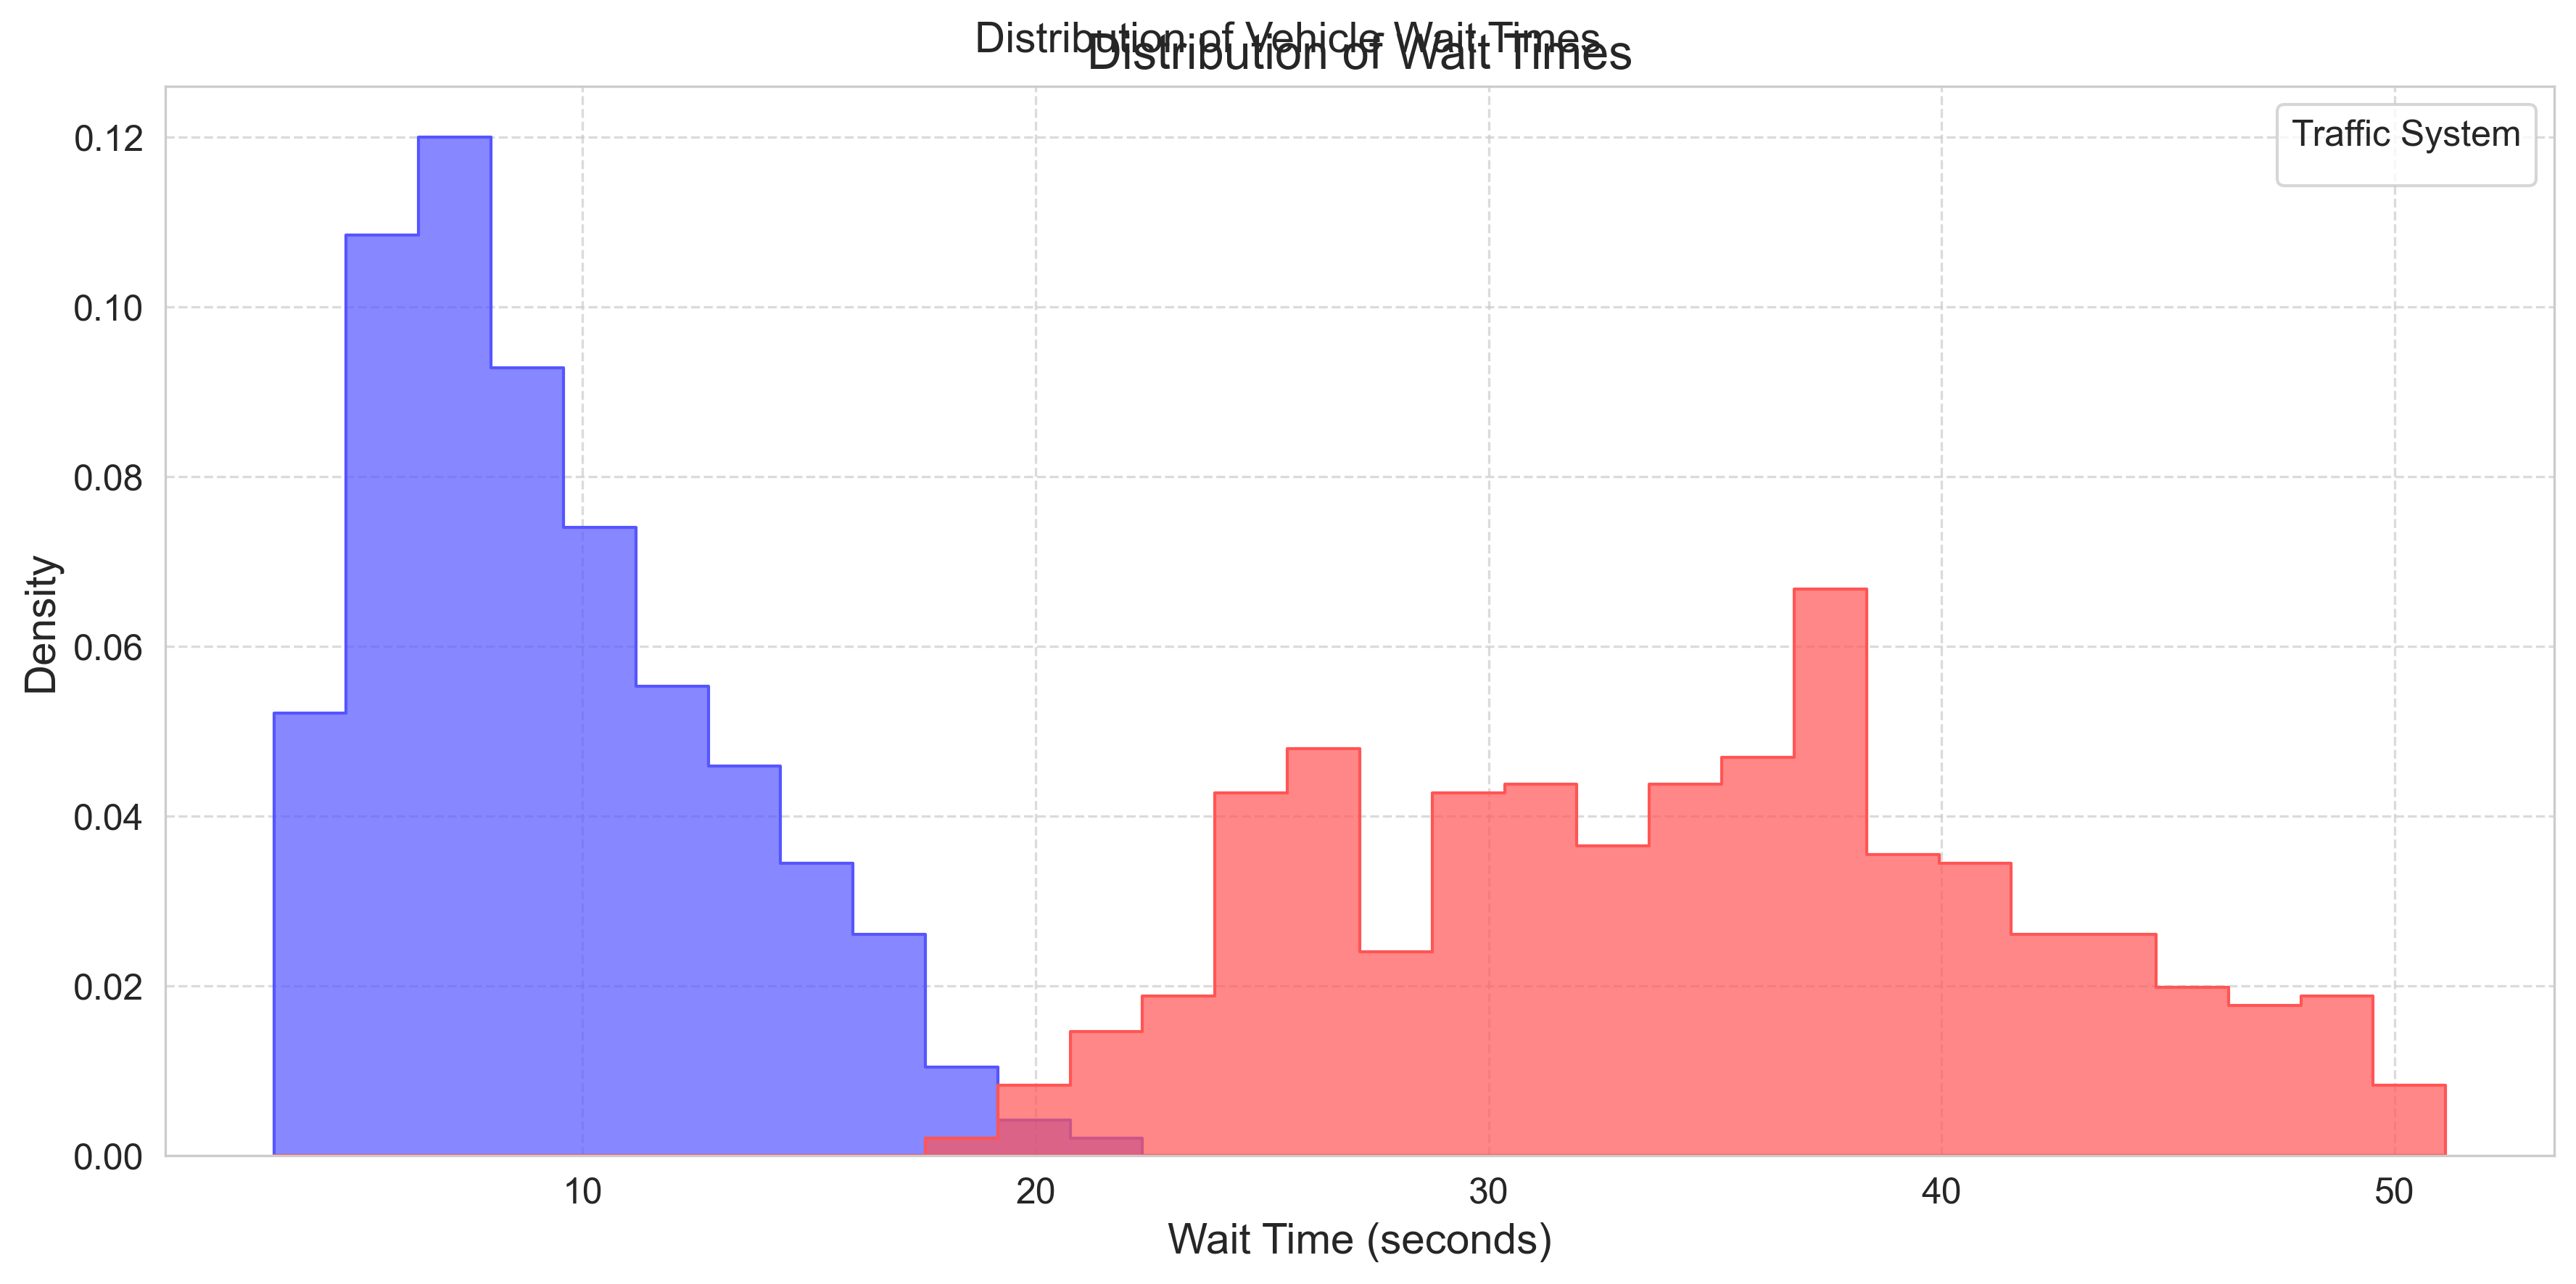 Distribution of Vehicle Wait Times
Distribution of Wait Times
Traffic System
0.12
0.10
0.08
0.06
0.04
0.02
0.00
Density
10 20 30 40 50
Wait Time (seconds)